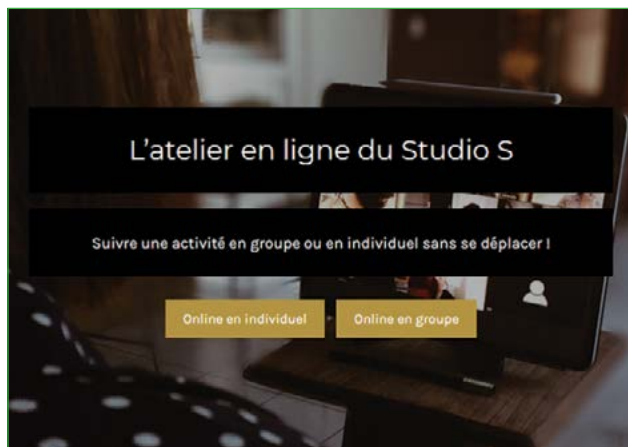 L'atelier en ligne du Studio S
Suivre une activité en groupe ou en individuel sans se déplacer !
Online en individuel
Online en groupe